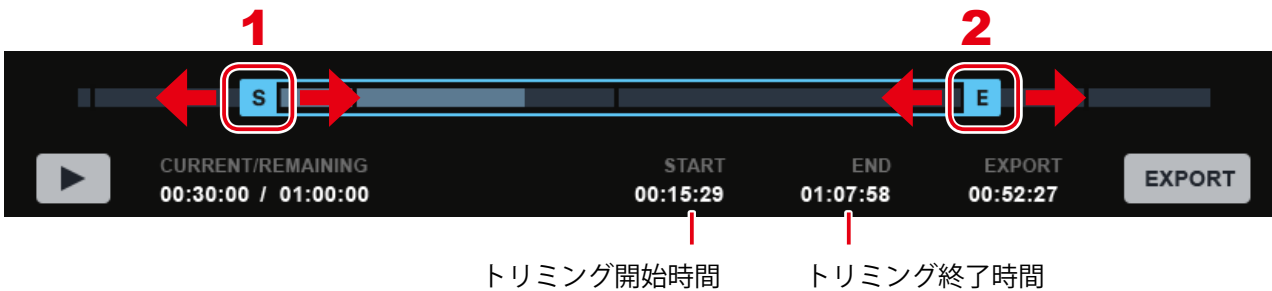 1 2
S E
CURRENT/REMAINING START END EXPORT
00:30:00 / 01:00:00 00:15:29 01:07:58 00:52:27 EXPORT
トリミング開始時間 トリミング終了時間